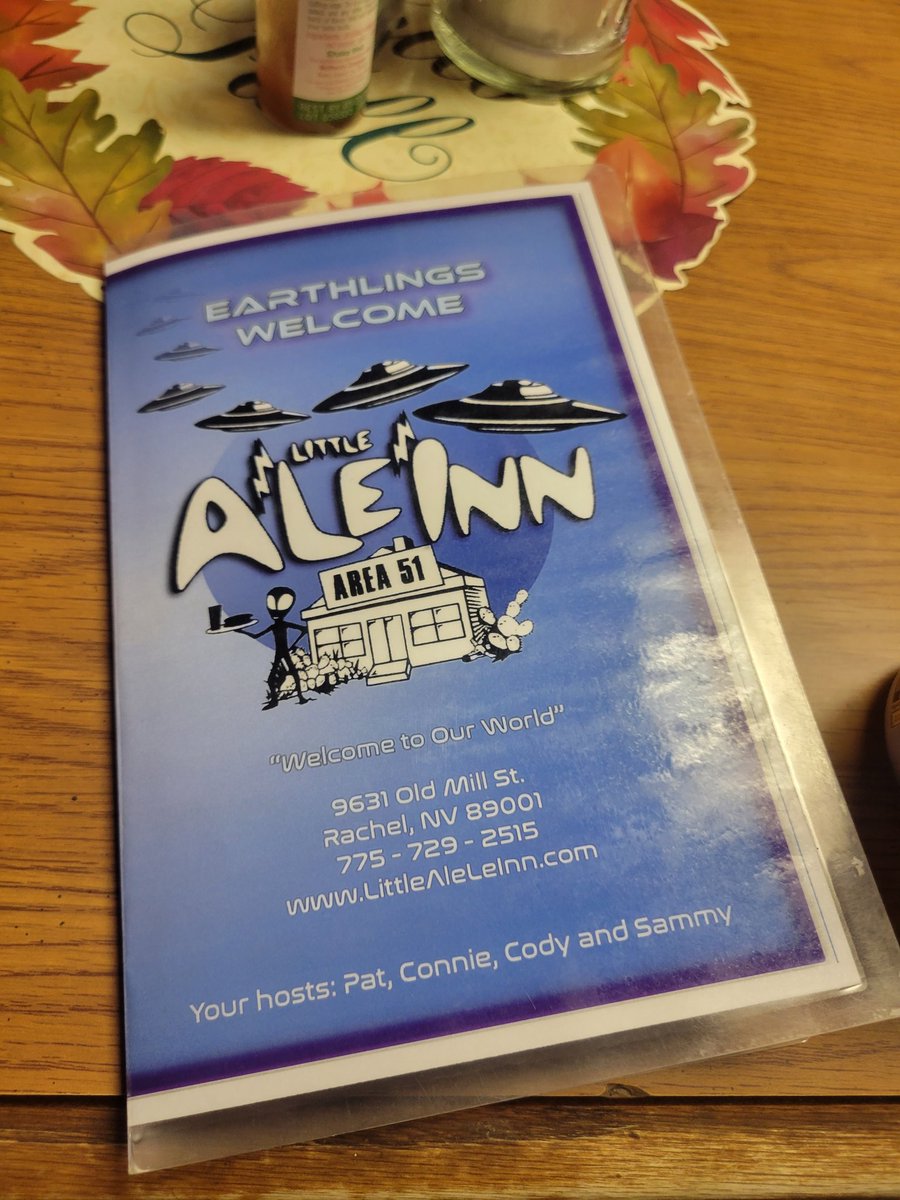 EARTHLINGS
WELCOME
LITTLE
A'LE'INN
AREA 51
"Welcome to Our World"
9631 Old Mill St.
Rachel, NV 89001
775 - 729 - 2515
www.LittleAleLeInn.com
Your hosts: Pat, Connie, Cody and Sammy